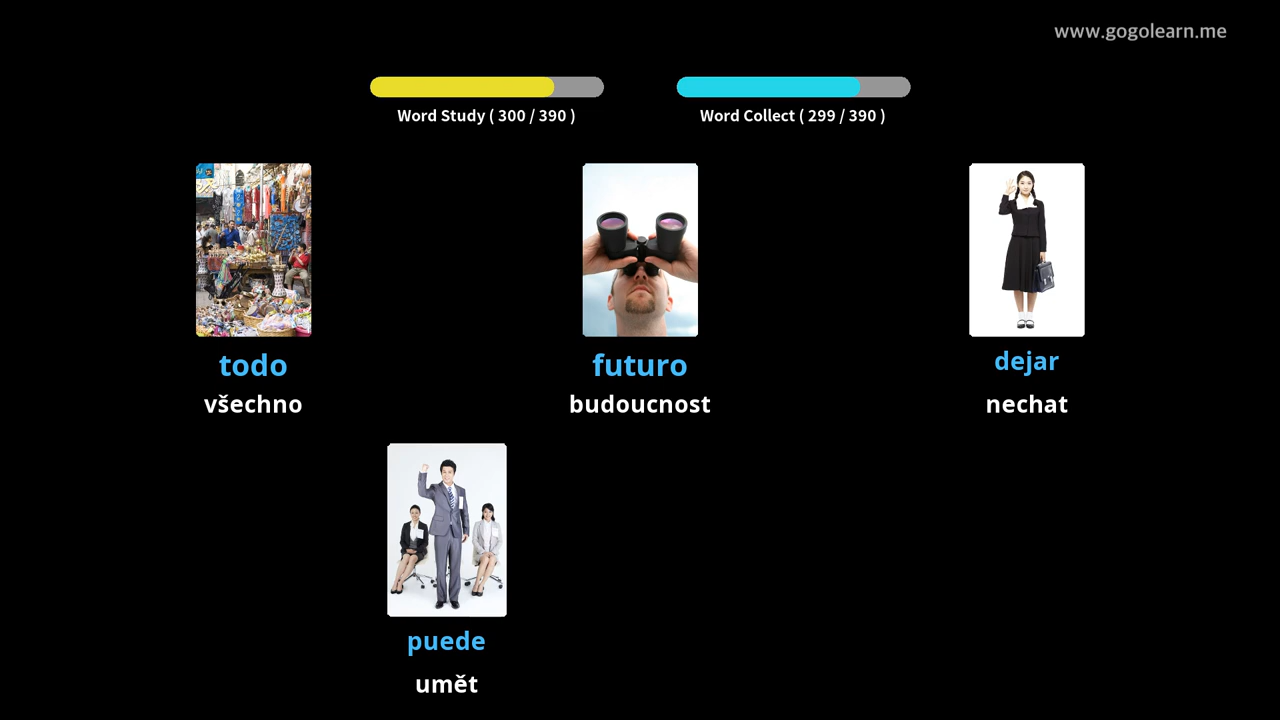 www.gogolearn.me
Word Study ( 300 / 390 )
Word Collect ( 299 / 390 )
todo
futuro
dejar
všechno
budoucnost
nechat
puede
umět